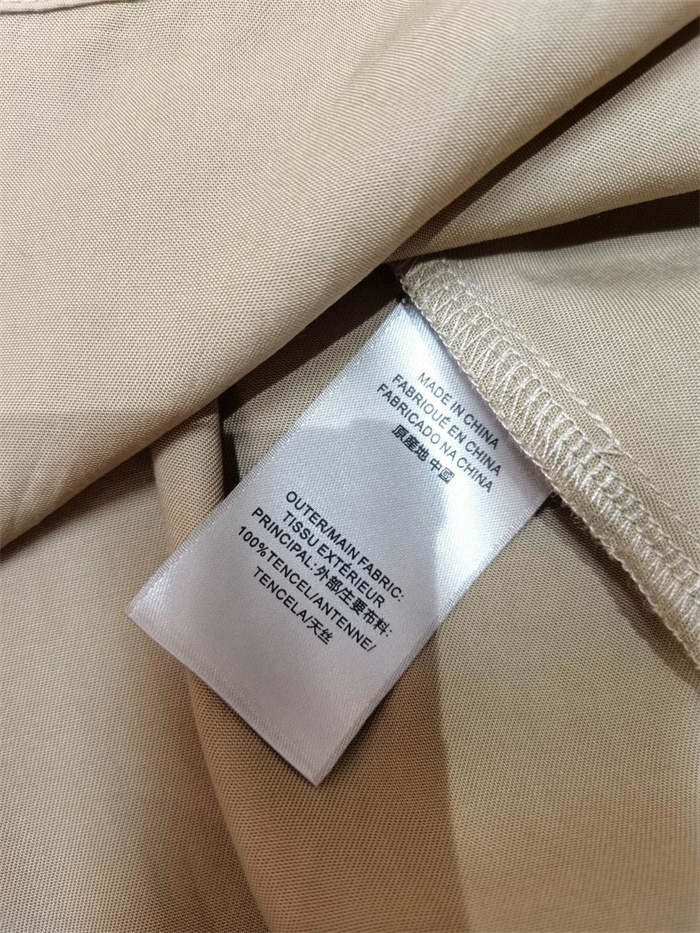 MADE IN CHINA
FABRIQUÉ EN CHINA
FABRICADO NA CHINA
原產地 中國
OUTER/MAIN FABRIC:
TISSU EXTÉRIEUR
PRINCIPAL:外部/主要布料:
100%TENCEL/ANTENNE/
TENCELA/天丝